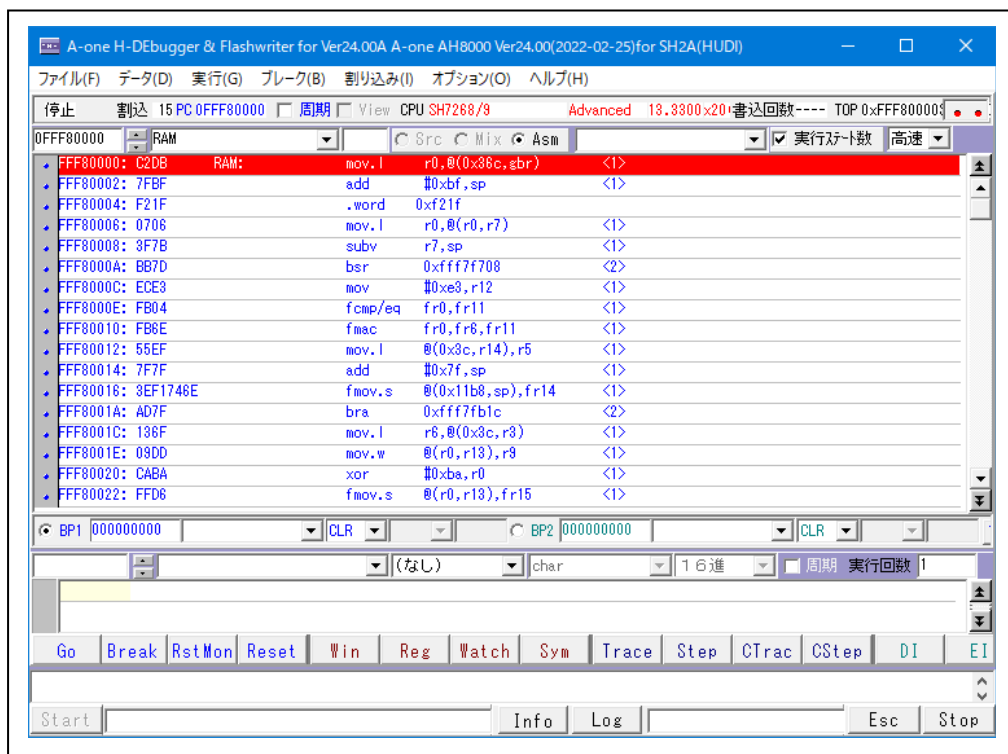 A-one H-DEbugger & Flashwriter for Ver24.00A A-one AH8000 Ver24.00(2022-02-25)for SH2A(HUDI)
ファイル(F) データ(D) 実行(G) ブレーク(B) 割り込み(I) オプション(O) ヘルプ(H)
停止 割込 15 PC 0FFF80000 周期 View CPU SH7268/9 Advanced 13.3300x20 書込回数---- TOP 0xFFF80000
0FFF80000 RAM Src Mix Asm 実行ステート数 高速
FFF80000: C2DB RAM: mov.l r0,@(0x36c,gbr) <1>
FFF80002: 7FBF add #0xbf,sp <1>
FFF80004: F21F .word 0xf21f
FFF80006: 0706 mov.l r0,@(r0,r7) <1>
FFF80008: 3F7B subv r7,sp <1>
FFF8000A: BB7D bsr 0xfff7f708 <2>
FFF8000C: ECE3 mov #0xe3,r12 <1>
FFF8000E: FB04 fcmp/eq fr0,fr11 <1>
FFF80010: FB6E fmac fr0,fr6,fr11 <1>
FFF80012: 55EF mov.l @(0x3c,r14),r5 <1>
FFF80014: 7F7F add #0x7f,sp <1>
FFF80016: 3EF1746E fmov.s @(0x11b8,sp),fr14 <1>
FFF8001A: AD7F bra 0xfff7fb1c <2>
FFF8001C: 136F mov.l r6,@(0x3c,r3) <1>
FFF8001E: 09DD mov.w @(r0,r13),r9 <1>
FFF80020: CABA xor #0xba,r0 <1>
FFF80022: FFD6 fmov.s @(r0,r13),fr15 <1>
BP1 000000000 CLR BP2 000000000 CLR
(なし) char 16進 周期 実行回数 1
Go Break RstMon Reset Win Reg Watch Sym Trace Step CTrac CStep DI EI
Start Info Log Esc Stop